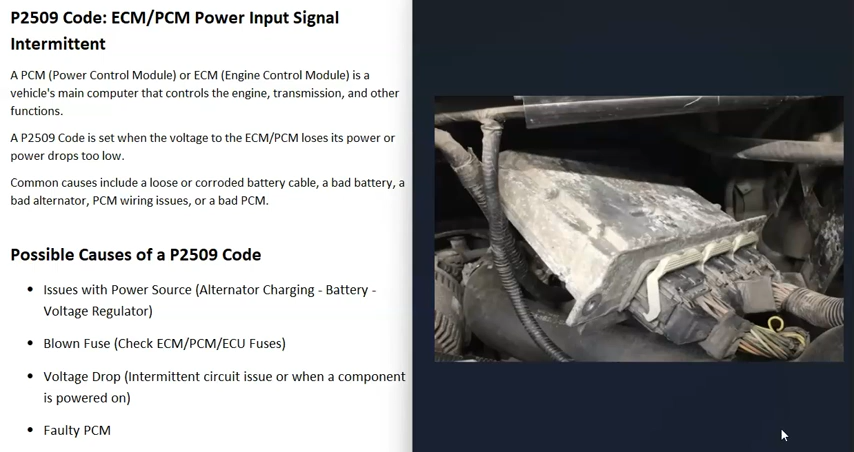 P2509 Code: ECM/PCM Power Input Signal
Intermittent
A PCM (Power Control Module) or ECM (Engine Control Module) is a
vehicle's main computer that controls the engine, transmission, and other
functions.
A P2509 Code is set when the voltage to the ECM/PCM loses its power or
power drops too low.
Common causes include a loose or corroded battery cable, a bad battery, a
bad alternator, PCM wiring issues, or a bad PCM.
Possible Causes of a P2509 Code
• Issues with Power Source (Alternator Charging - Battery -
Voltage Regulator)
• Blown Fuse (Check ECM/PCM/ECU Fuses)
• Voltage Drop (Intermittent circuit issue or when a component
is powered on)
• Faulty PCM